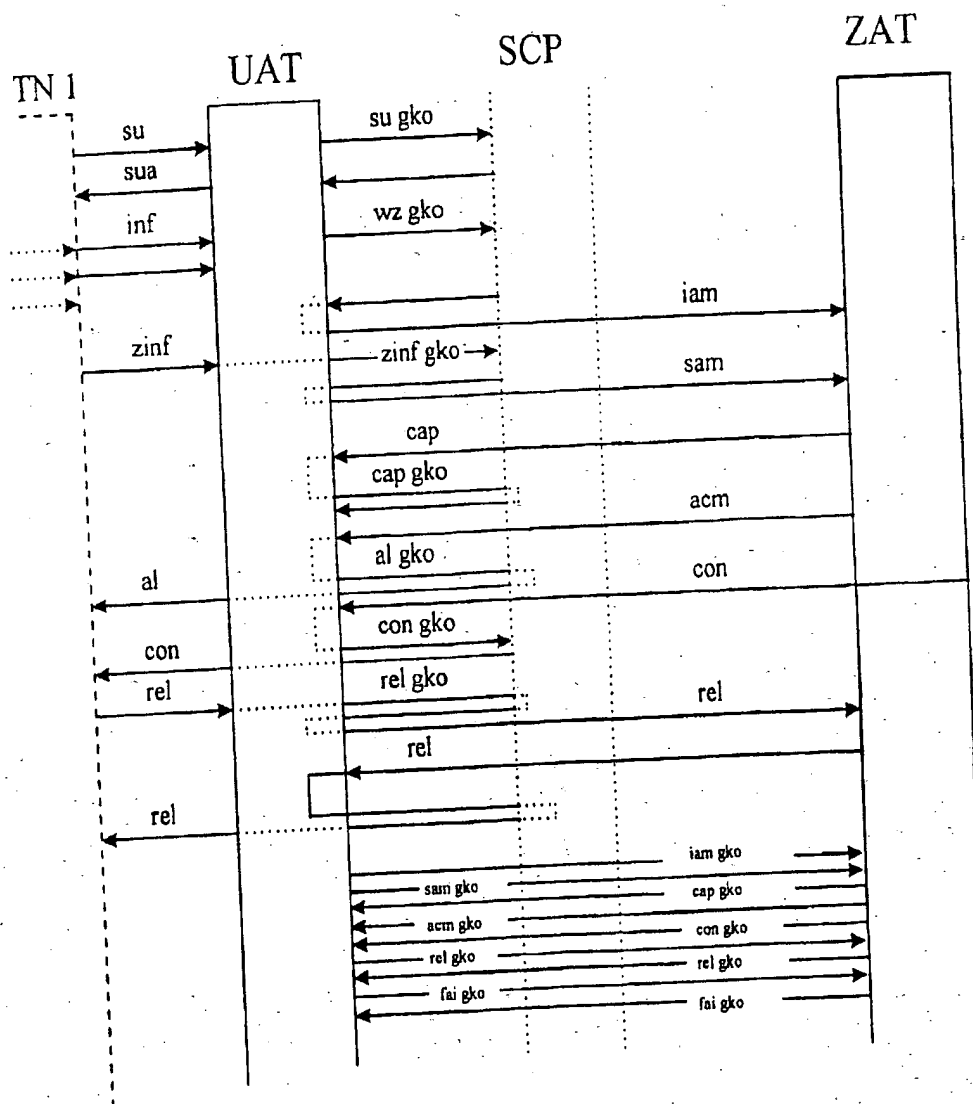 TN 1
UAT
SCP
ZAT
su
su gko
sua
wz gko
inf
iam
zinf
zinf gko
sam
cap
cap gko
acm
al gko
al
con
con gko
con
rel gko
rel
rel
rel
rel
iam gko
sam gko
cap gko
acm gko
con gko
rel gko
rel gko
fai gko
fai gko